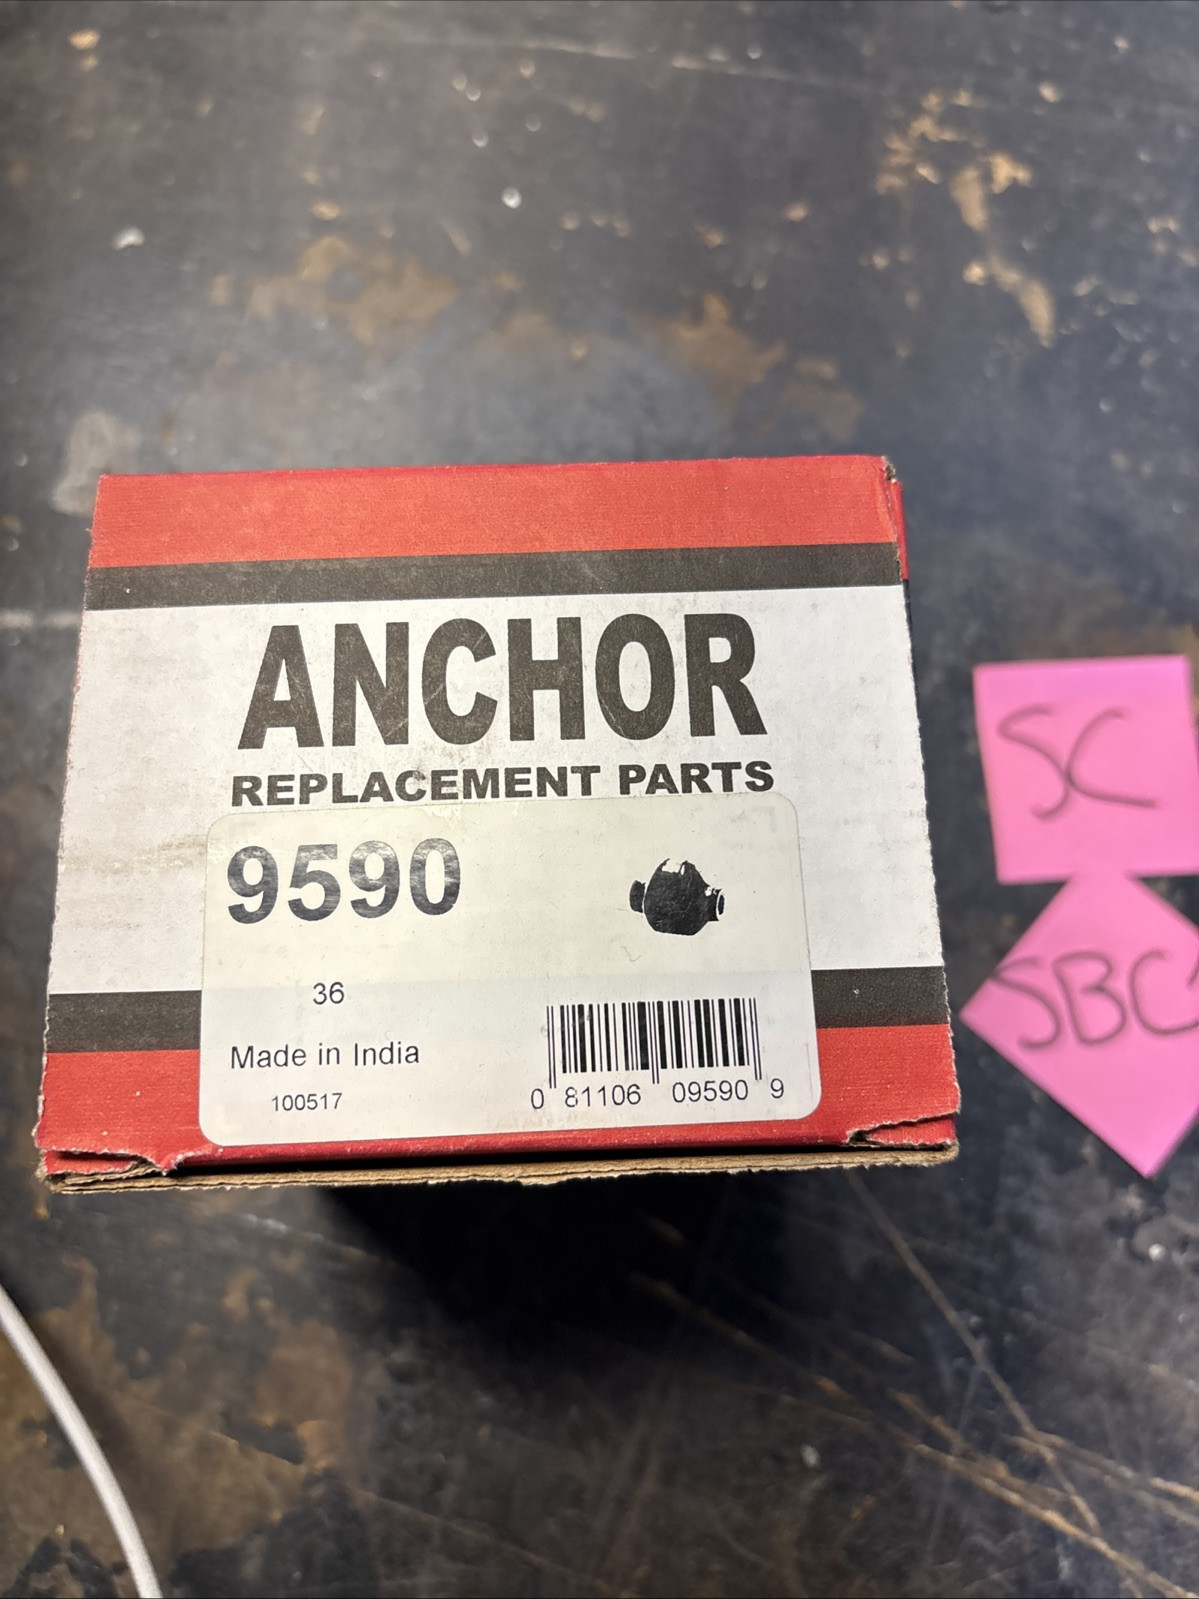 ANCHOR
REPLACEMENT PARTS
9590
36
Made in India
100517
0 81106 09590 9
SC
SBC